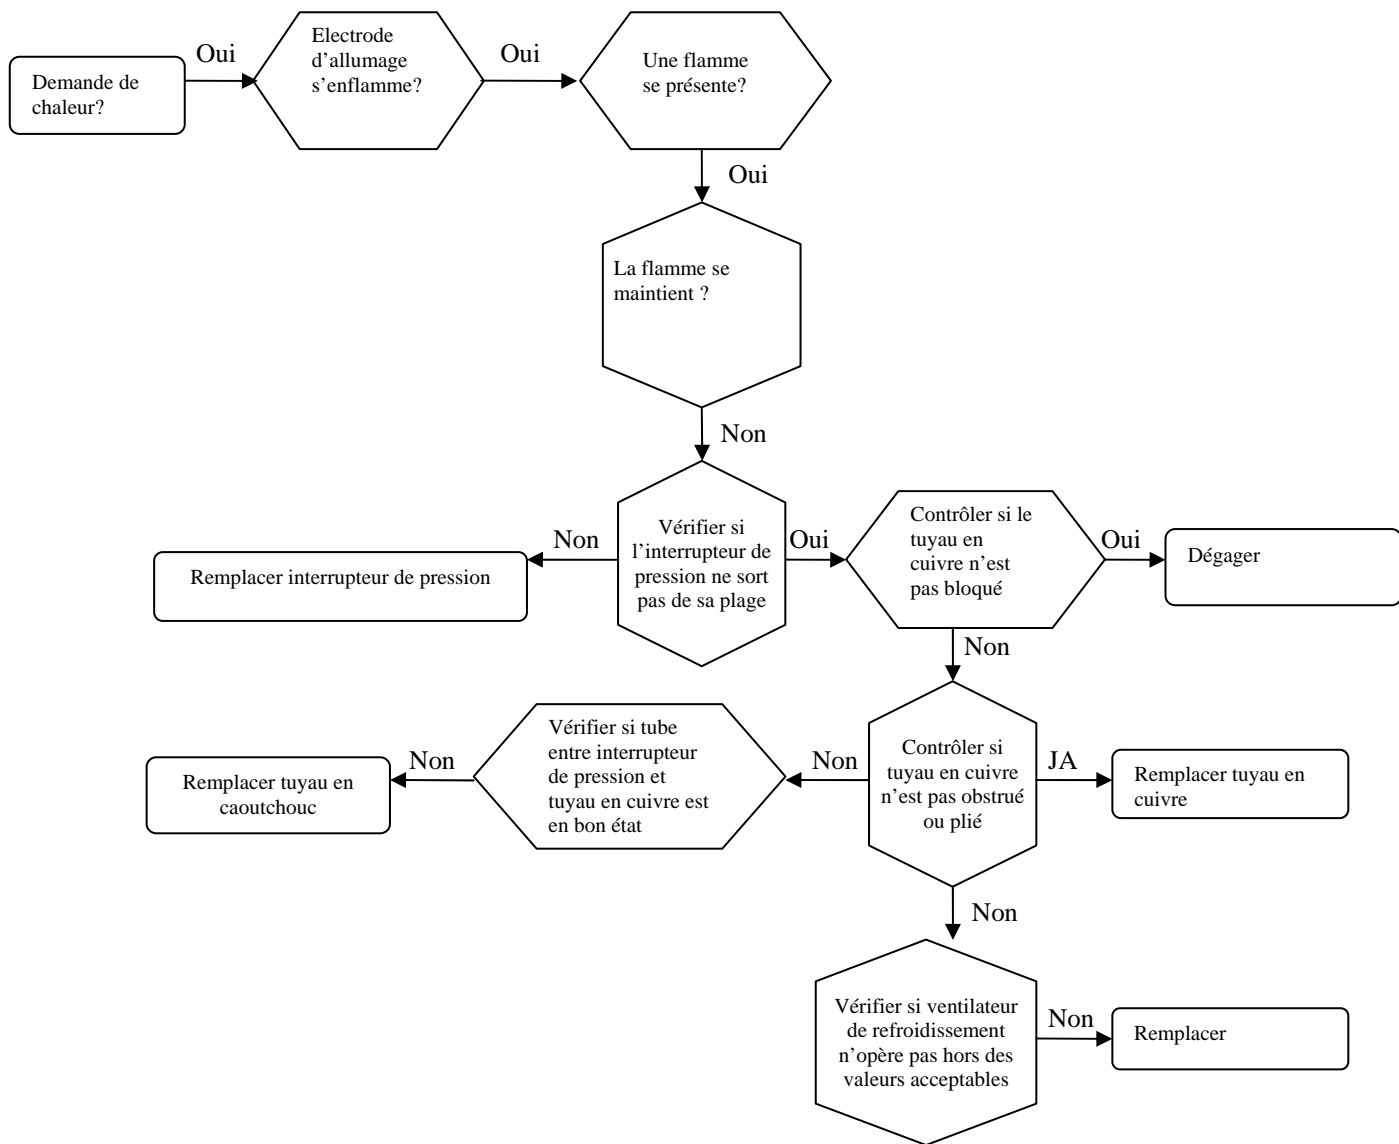 Oui
Demande de
chaleur?
Electrode
d’allumage
s’enflamme?
Oui
Une flamme
se présente?
Oui
La flamme se
maintient ?
Non
Vérifier si
l’interrupteur de
pression ne sort
pas de sa plage
Non
Remplacer interrupteur de pression
Oui
Contrôler si le
tuyau en
cuivre n’est
pas bloqué
Oui
Dégager
Non
Contrôler si
tuyau en cuivre
n’est pas obstrué
ou plié
JA
Remplacer tuyau en
cuivre
Non
Vérifier si tube
entre interrupteur
de pression et
tuyau en cuivre est
en bon état
Non
Remplacer tuyau en
caoutchouc
Non
Vérifier si ventilateur
de refroidissement
n’opère pas hors des
valeurs acceptables
Non
Remplacer